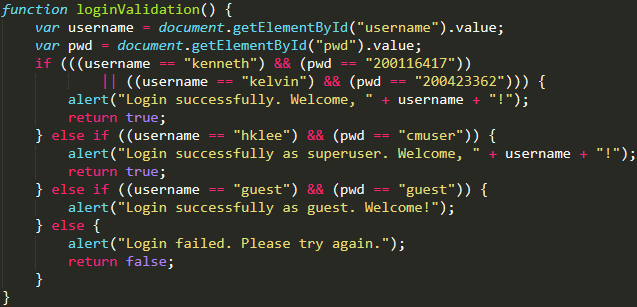 function loginValidation() {
    var username = document.getElementById("username").value;
    var pwd = document.getElementById("pwd").value;
    if (((username == "kenneth") && (pwd == "200116417"))
            || ((username == "kelvin") && (pwd == "200423362"))) {
        alert("Login successfully. Welcome, " + username + "!");
        return true;
    } else if ((username == "hklee") && (pwd == "cmuser")) {
        alert("Login successfully as superuser. Welcome, " + username + "!");
        return true;
    } else if ((username == "guest") && (pwd == "guest")) {
        alert("Login successfully as guest. Welcome!");
    } else {
        alert("Login failed. Please try again.");
        return false;
    }
}